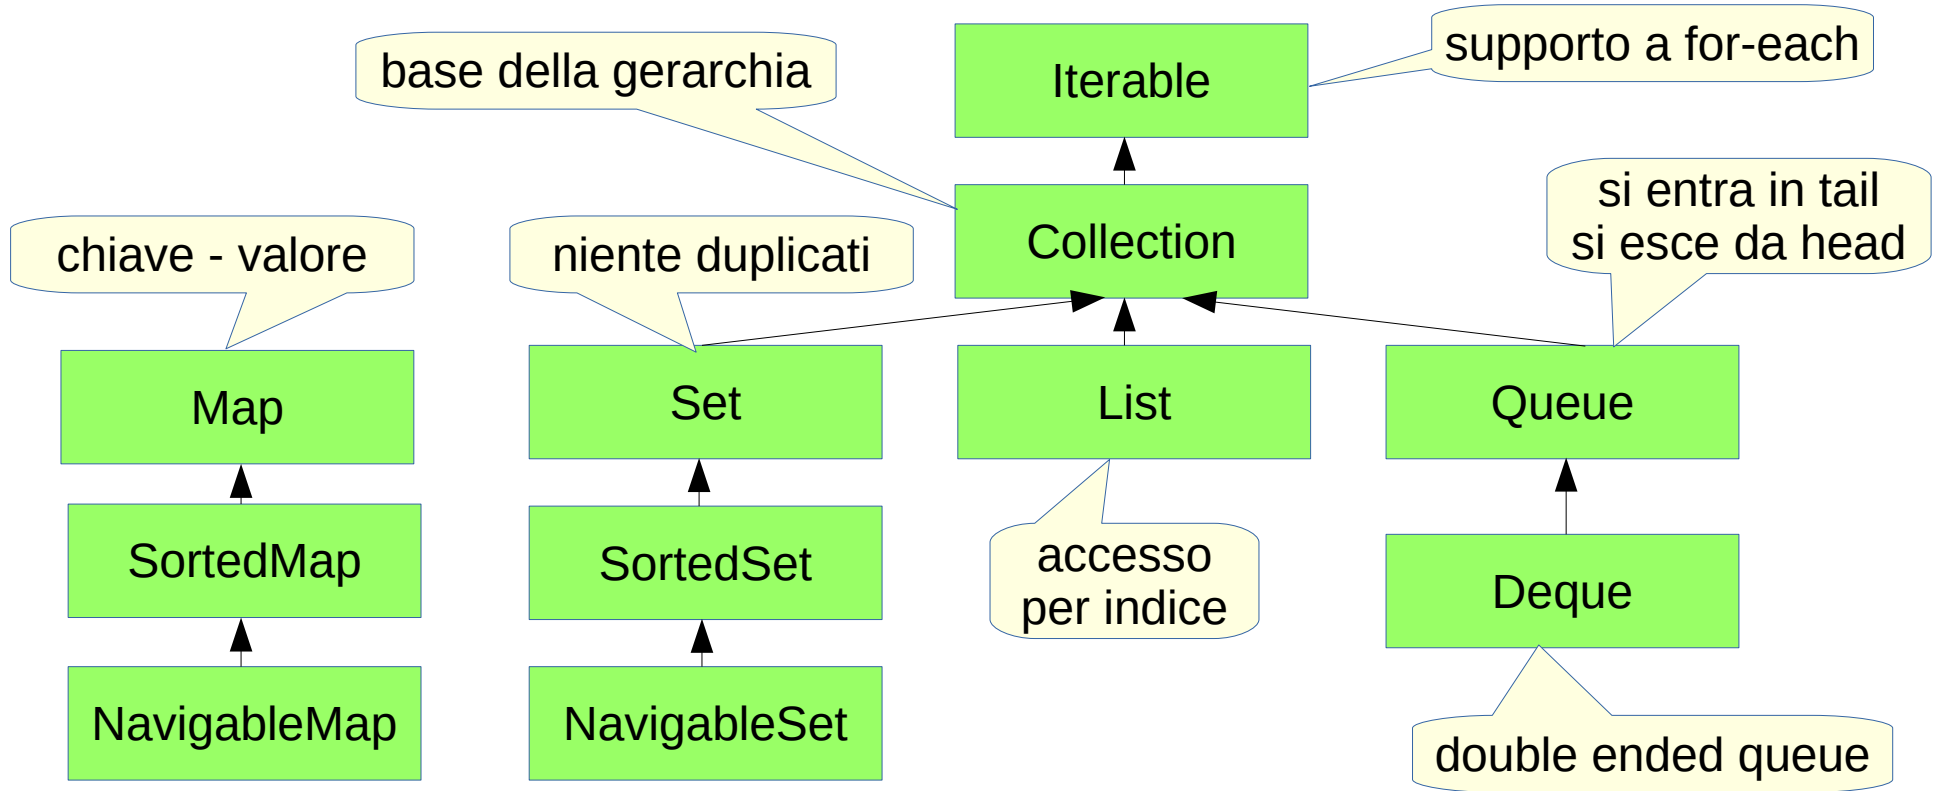 supporto a for-each
base della gerarchia
Iterable
si entra in tail
si esce da head
chiave - valore
niente duplicati
Collection
Map
Set
List
Queue
SortedMap
SortedSet
accesso
per indice
Deque
NavigableMap
NavigableSet
double ended queue